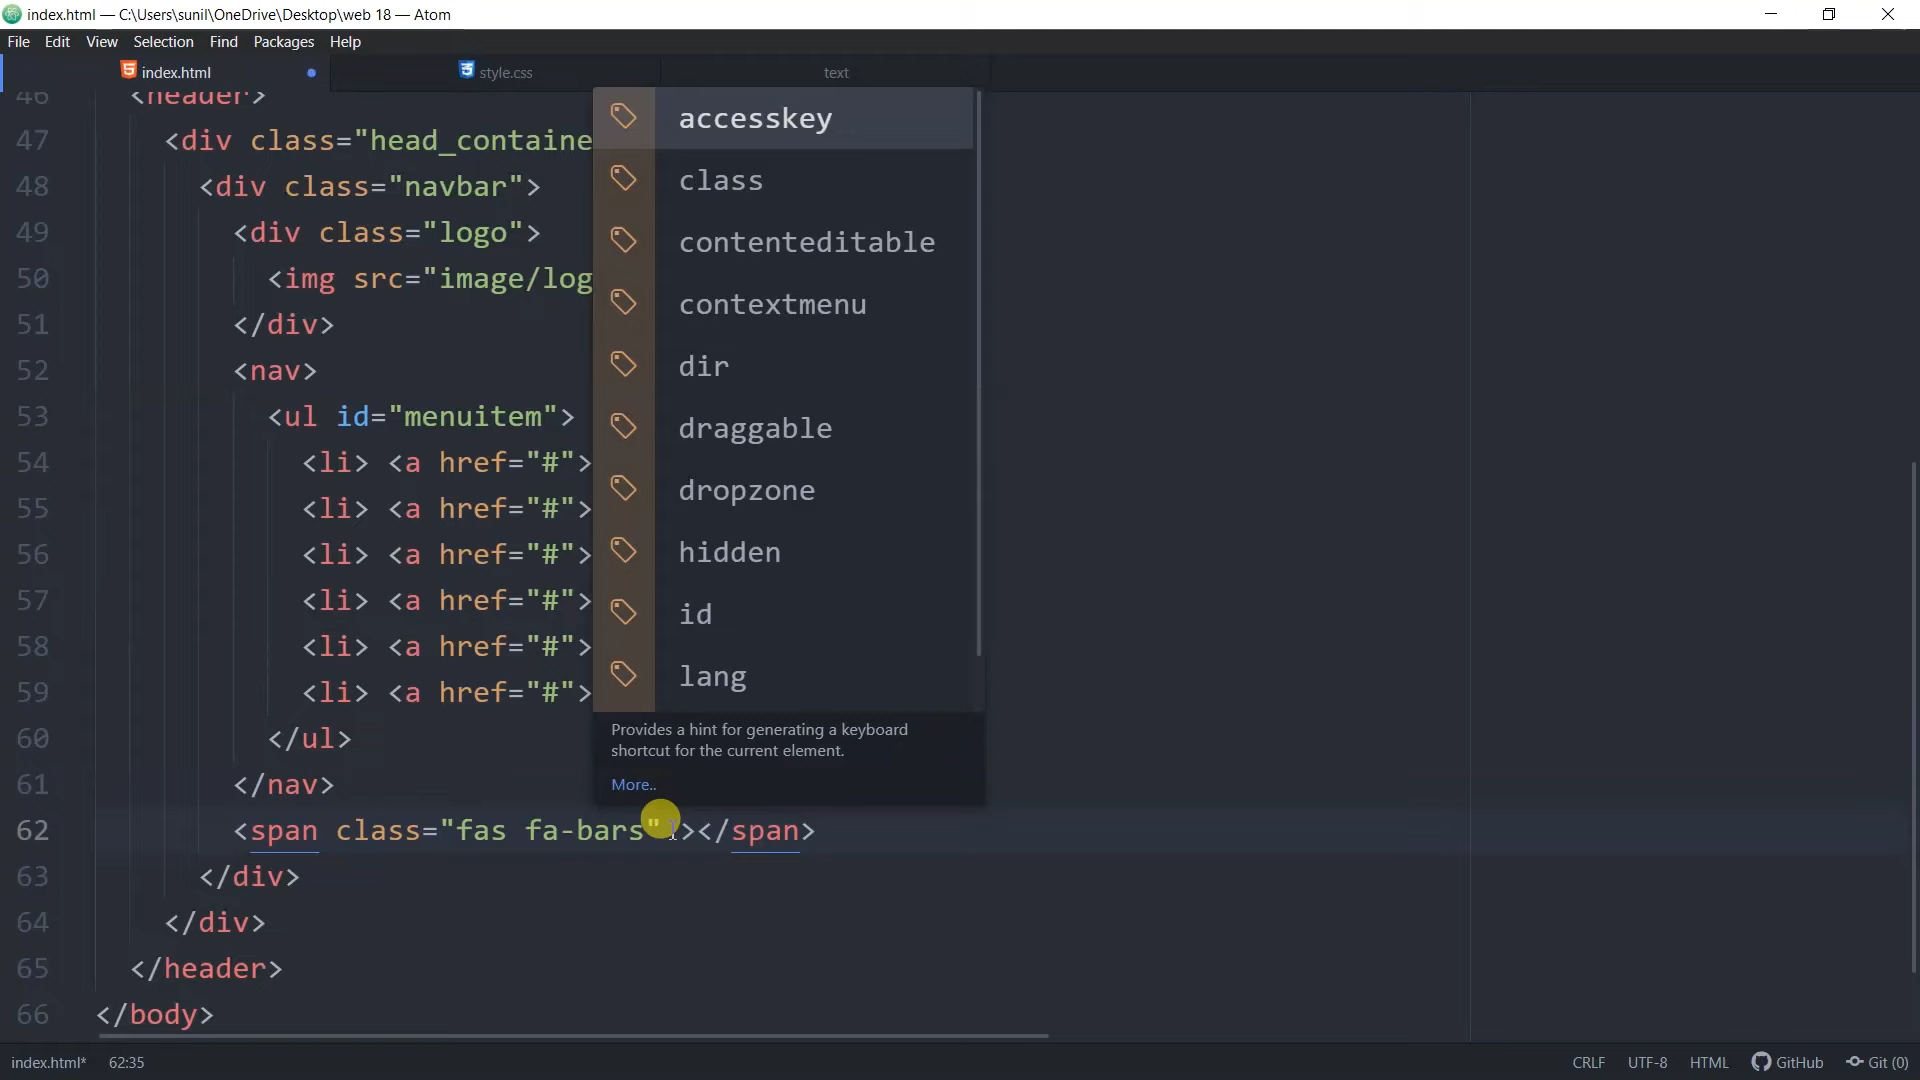 index.html — C:\Users\sunil\OneDrive\Desktop\web 18 — Atom
File Edit View Selection Find Packages Help
index.html style.css text
46 <header>
47 <div class="head_containe
48 <div class="navbar">
49 <div class="logo">
50 <img src="image/log
51 </div>
52 <nav>
53 <ul id="menuitem">
54 <li> <a href="#">
55 <li> <a href="#">
56 <li> <a href="#">
57 <li> <a href="#">
58 <li> <a href="#">
59 <li> <a href="#">
60 </ul>
61 </nav>
62 <span class="fas fa-bars" ></span>
63 </div>
64 </div>
65 </header>
66 </body>
accesskey
class
contenteditable
contextmenu
dir
draggable
dropzone
hidden
id
lang
Provides a hint for generating a keyboard
shortcut for the current element.
More..
index.html* 62:35 CRLF UTF-8 HTML GitHub Git (0)